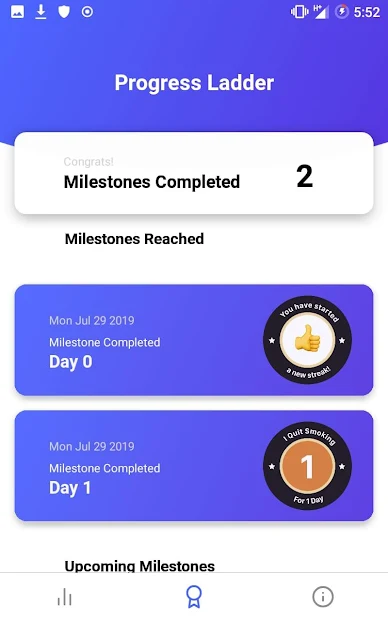 H+
5:52
Progress Ladder
Congrats!
Milestones Completed
2
Milestones Reached
Mon Jul 29 2019
Milestone Completed
Day 0
You have started
a new streak!
Mon Jul 29 2019
Milestone Completed
Day 1
I Quit Smoking
1
For 1 Day
Upcoming Milestones